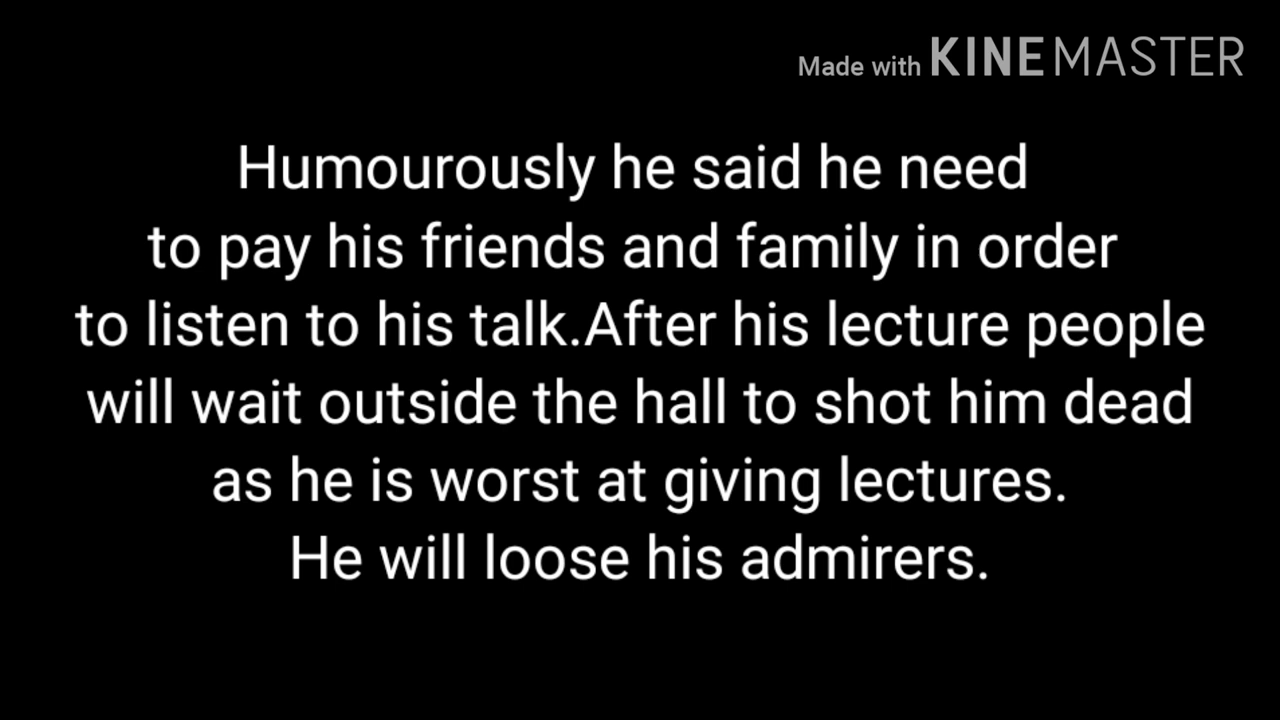 Made with KINEMASTER
Humourously he said he need
to pay his friends and family in order
to listen to his talk.After his lecture people
will wait outside the hall to shot him dead
as he is worst at giving lectures.
He will loose his admirers.